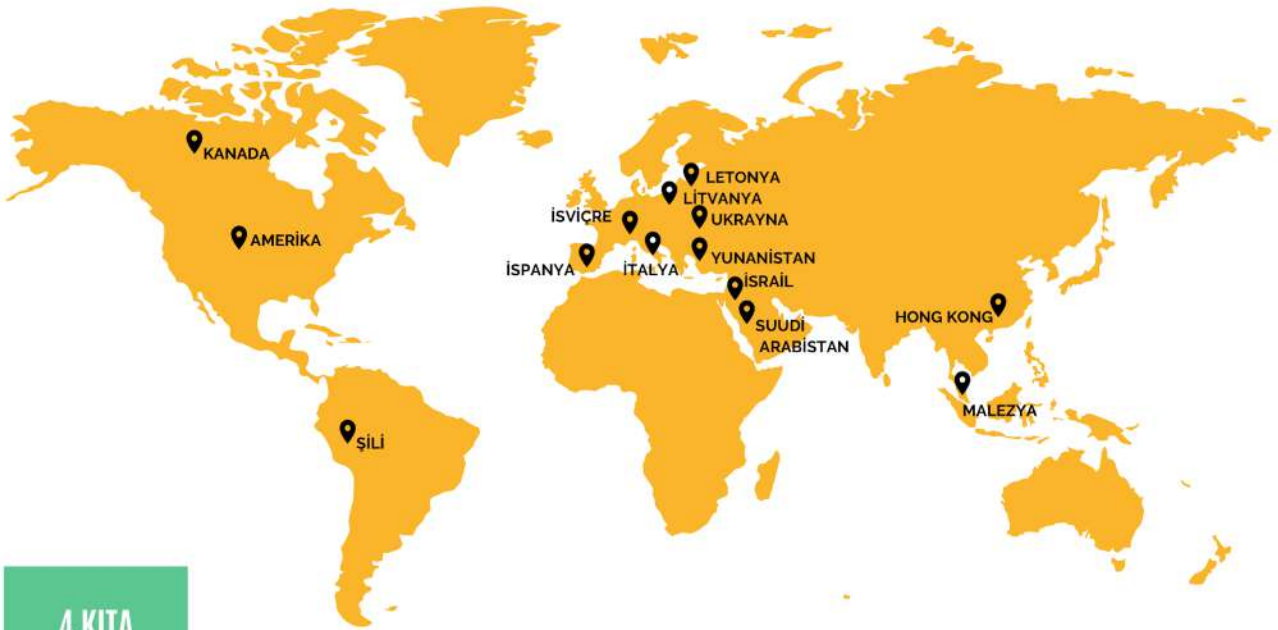 KANADA
LETONYA
LİTVANYA
İSVİÇRE
UKRAYNA
AMERİKA
YUNANİSTAN
İSPANYA
İTALYA
İSRAİL
HONG KONG
SUUDİ
ARABİSTAN
MALEZYA
ŞİLİ
4 KITA